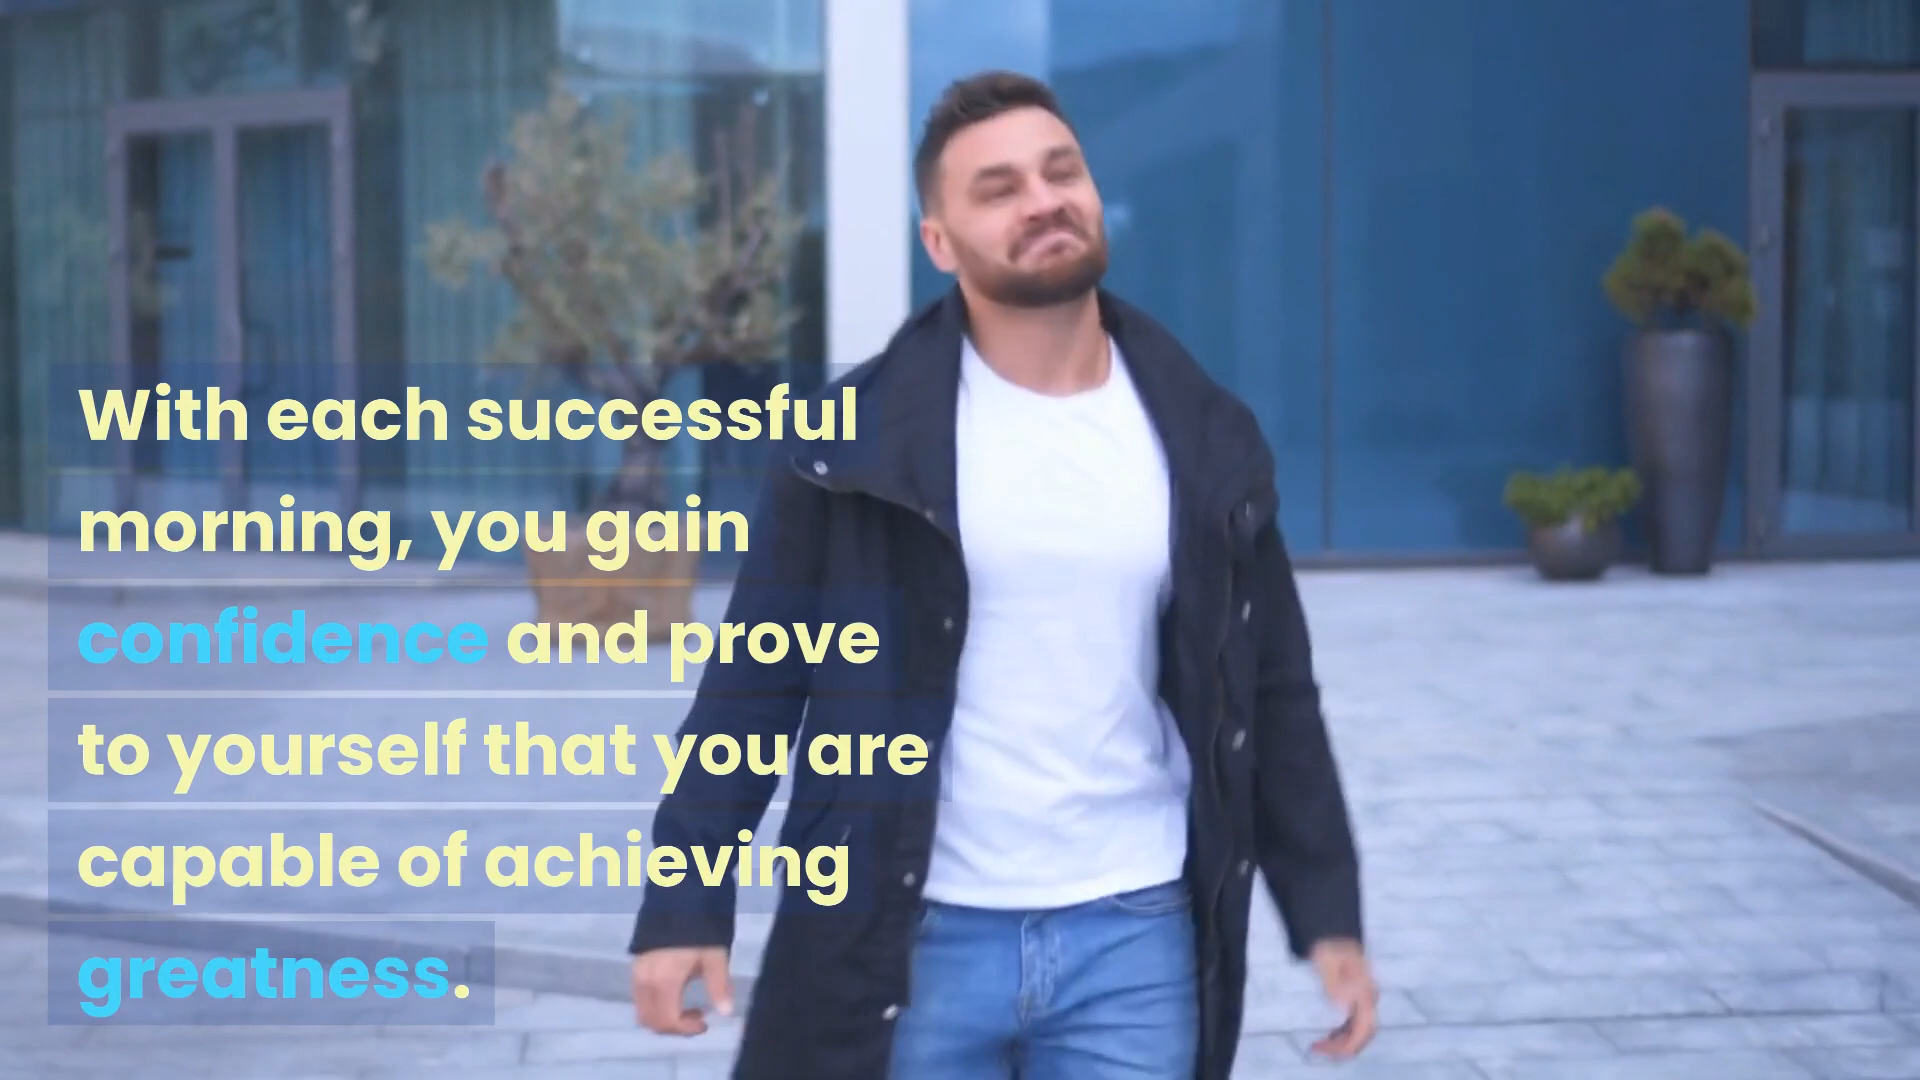 With each successful
morning, you gain
confidence and prove
to yourself that you are
capable of achieving
greatness.